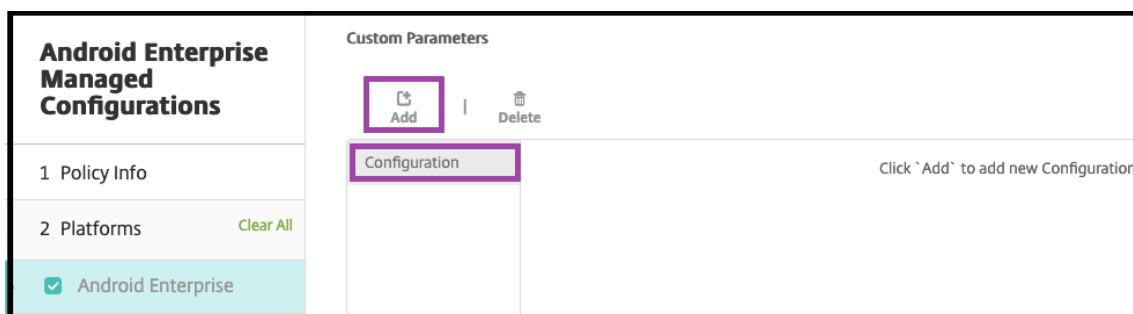 Android Enterprise
Managed
Configurations
1 Policy Info
2 Platforms
Clear All
Android Enterprise
Custom Parameters
Add
|
Delete
Configuration
Click `Add` to add new Configuration